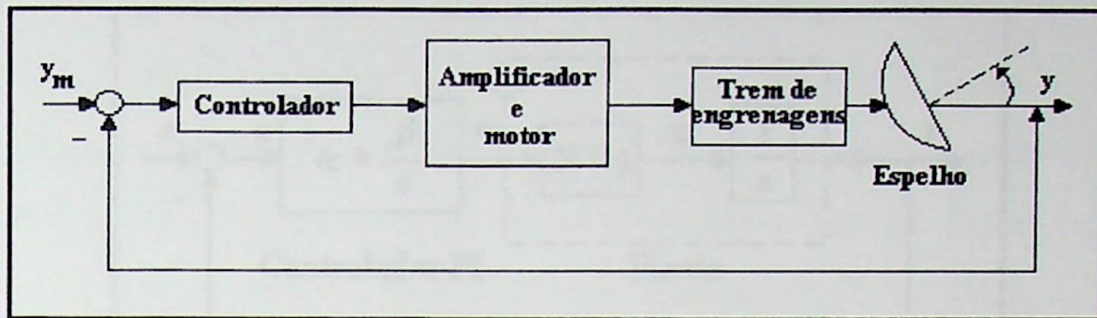 y_m
Controlador
Amplificador
e
motor
Trem de
engrenagens
y
Espelho
−